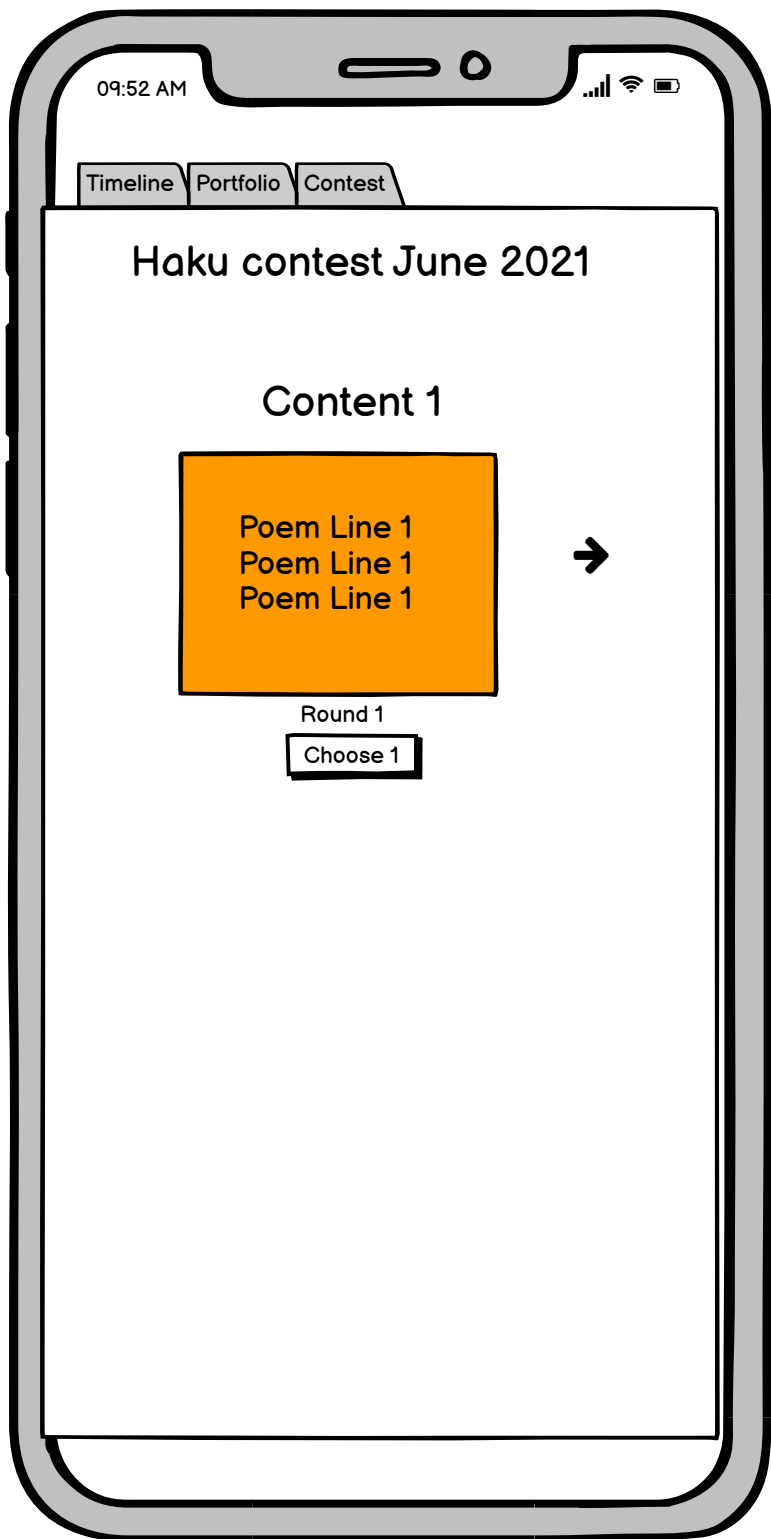 09:52 AM
Timeline Portfolio Contest
Haku contest June 2021
Content 1
Poem Line 1
Poem Line 1
Poem Line 1
Round 1
Choose 1